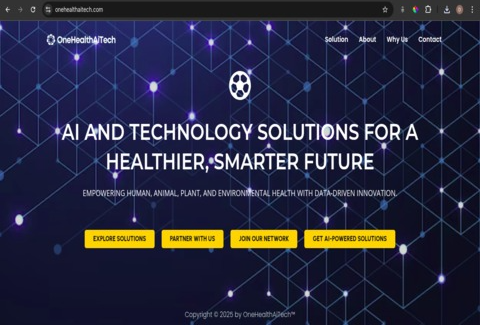 onehealthaitech.com
OneHealthAiTech
Solution About Why Us Contact
AI AND TECHNOLOGY SOLUTIONS FOR A
HEALTHIER, SMARTER FUTURE
EMPOWERING HUMAN, ANIMAL, PLANT, AND ENVIRONMENTAL HEALTH WITH DATA-DRIVEN INNOVATION.
EXPLORE SOLUTIONS PARTNER WITH US JOIN OUR NETWORK GET AI-POWERED SOLUTIONS
Copyright © 2025 by OneHealthAiTech™